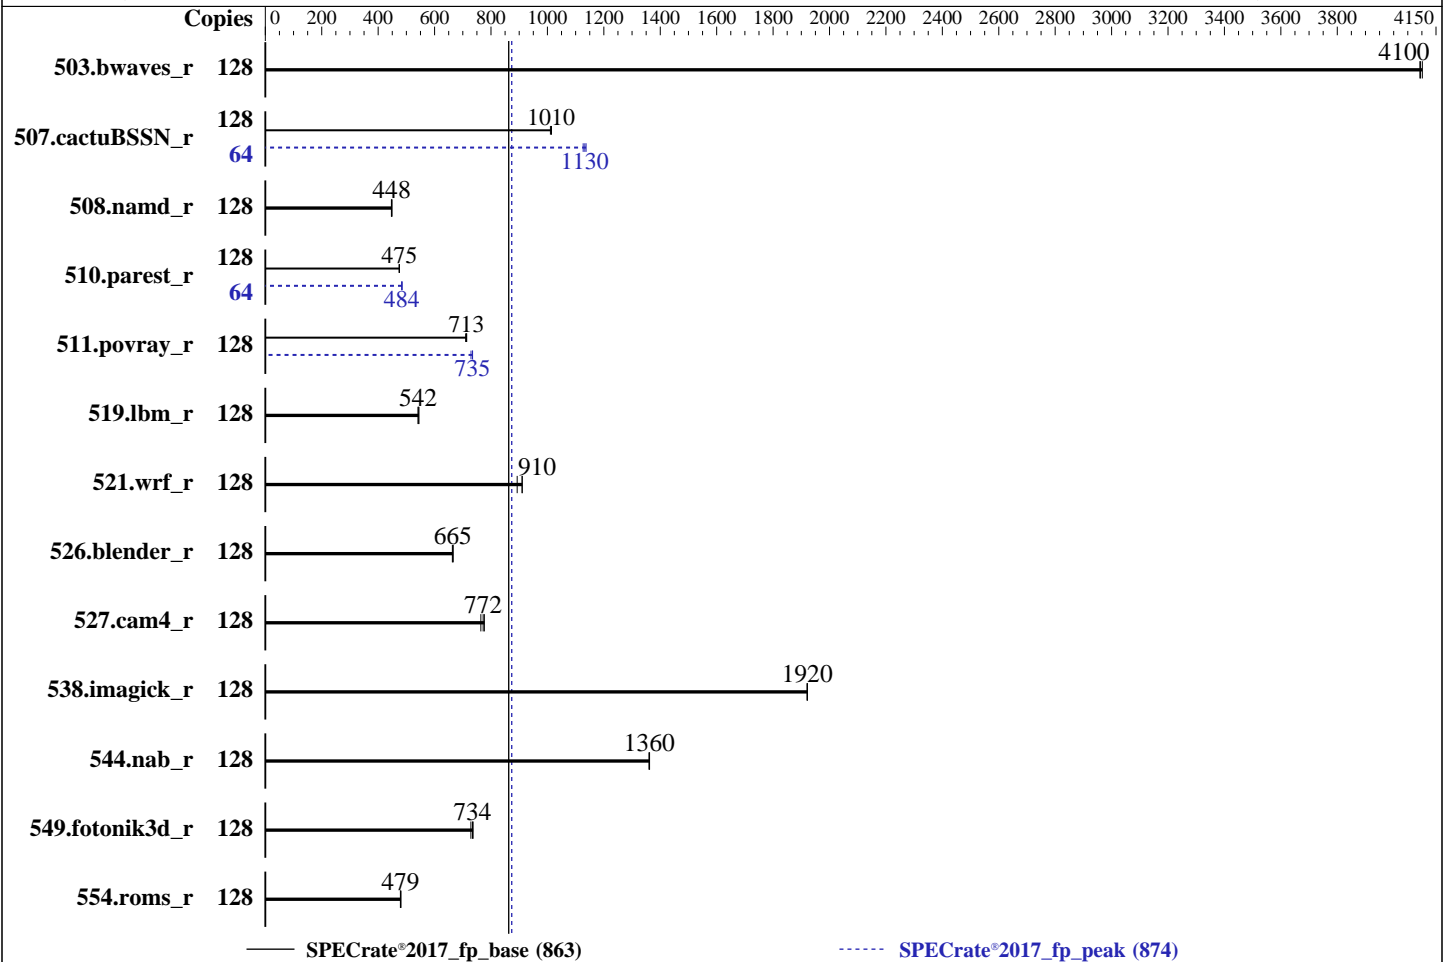 Copies 0 200 400 600 800 1000 1200 1400 1600 1800 2000 2200 2400 2600 2800 3000 3200 3400 3600 3800 4150
503.bwaves_r 128 4100
507.cactuBSSN_r 128 1010
64 1130
508.namd_r 128 448
510.parest_r 128 475
64 484
511.povray_r 128 713
735
519.lbm_r 128 542
521.wrf_r 128 910
526.blender_r 128 665
527.cam4_r 128 772
538.imagick_r 128 1920
544.nab_r 128 1360
549.fotonik3d_r 128 734
554.roms_r 128 479
SPECrate®2017_fp_base (863) SPECrate®2017_fp_peak (874)